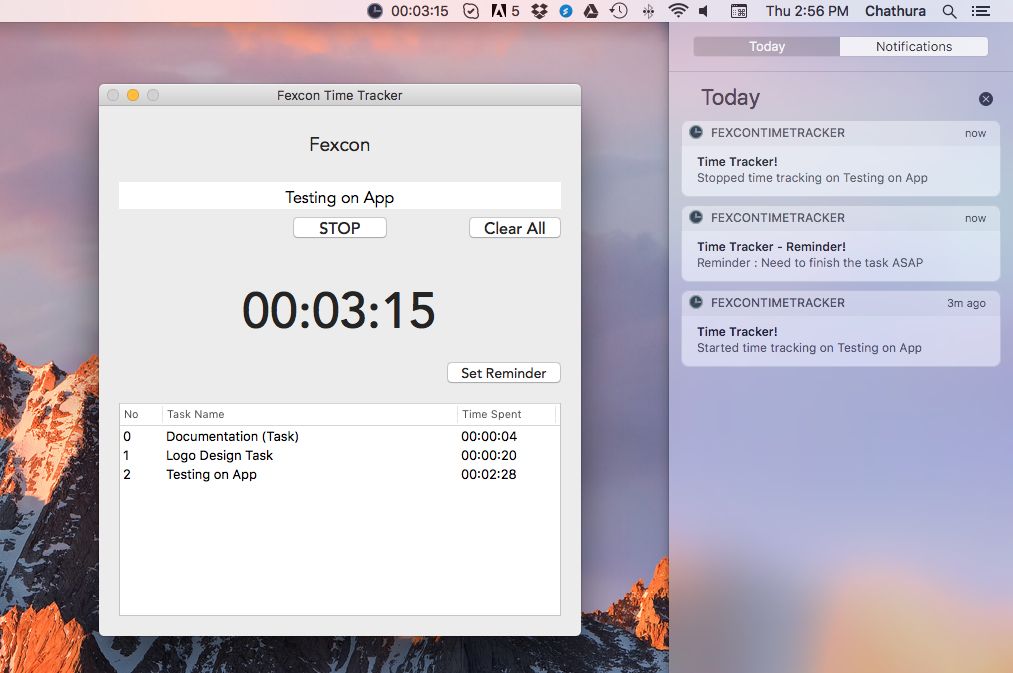 00:03:15 5 Thu 2:56 PM Chathura
Today Notifications
Fexcon Time Tracker
Fexcon
Testing on App
STOP Clear All
00:03:15
Set Reminder
No Task Name Time Spent
0 Documentation (Task) 00:00:04
1 Logo Design Task 00:00:20
2 Testing on App 00:02:28
Today
FEXCONTIMETRACKER now
Time Tracker!
Stopped time tracking on Testing on App
FEXCONTIMETRACKER now
Time Tracker - Reminder!
Reminder : Need to finish the task ASAP
FEXCONTIMETRACKER 3m ago
Time Tracker!
Started time tracking on Testing on App